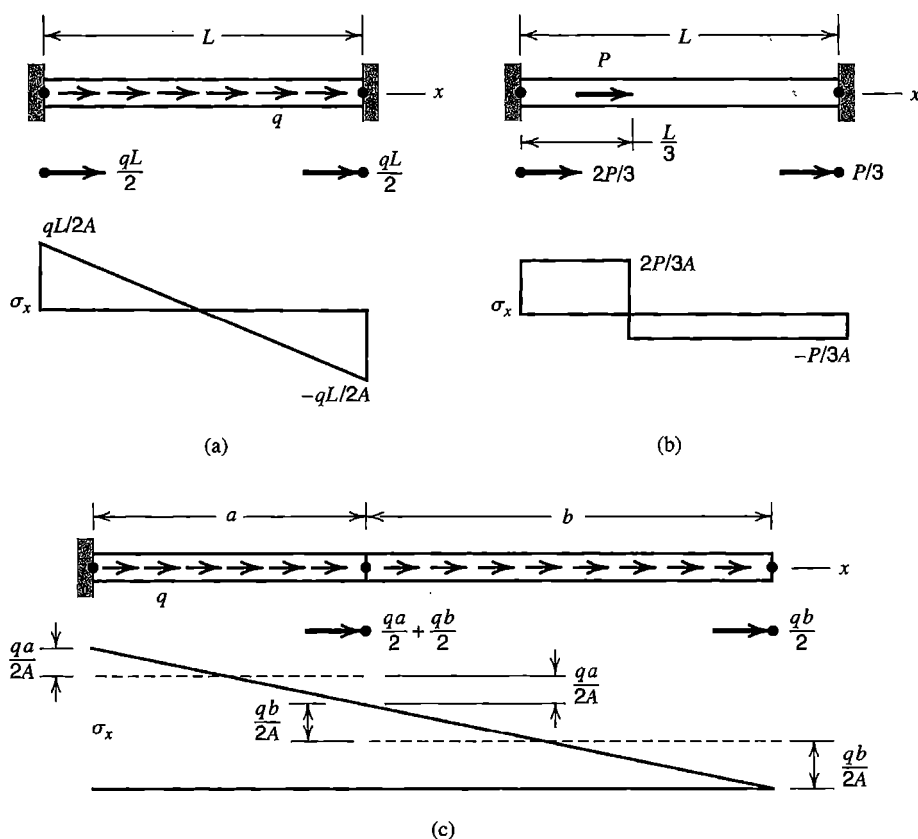 L
x
q
qL/2
qL/2
qL/2A
σx
−qL/2A
(a)
L
P
x
L/3
2P/3
P/3
2P/3A
σx
−P/3A
(b)
a
b
x
q
qa/2 + qb/2
qb/2
qa/2A
qa/2A
qb/2A
σx
qb/2A
(c)